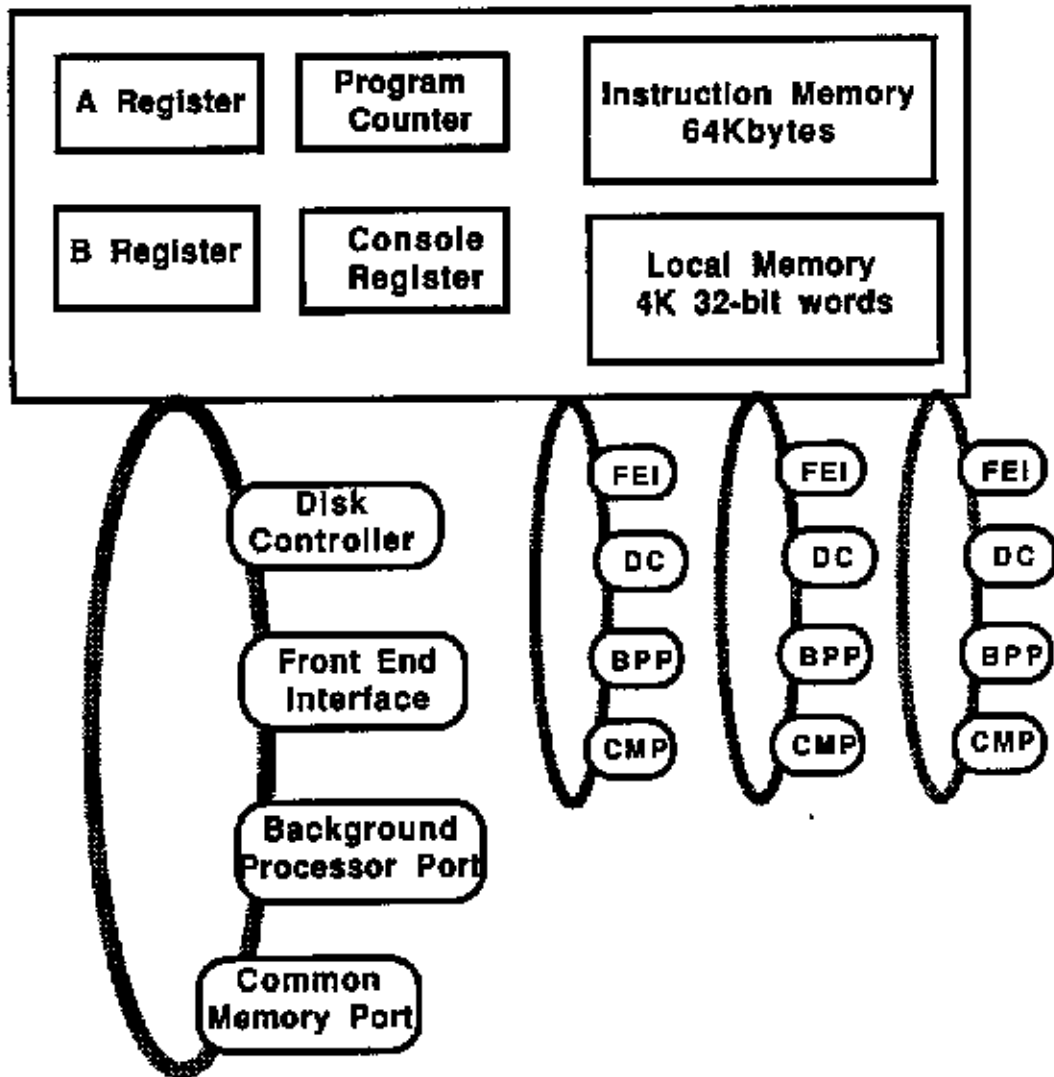 A Register
Program
Counter
Instruction Memory
64Kbytes
B Register
Console
Register
Local Memory
4K 32-bit words
Disk
Controller
Front End
Interface
Background
Processor Port
Common
Memory Port
FEI
DC
BPP
CMP
FEI
DC
BPP
CMP
FEI
DC
BPP
CMP